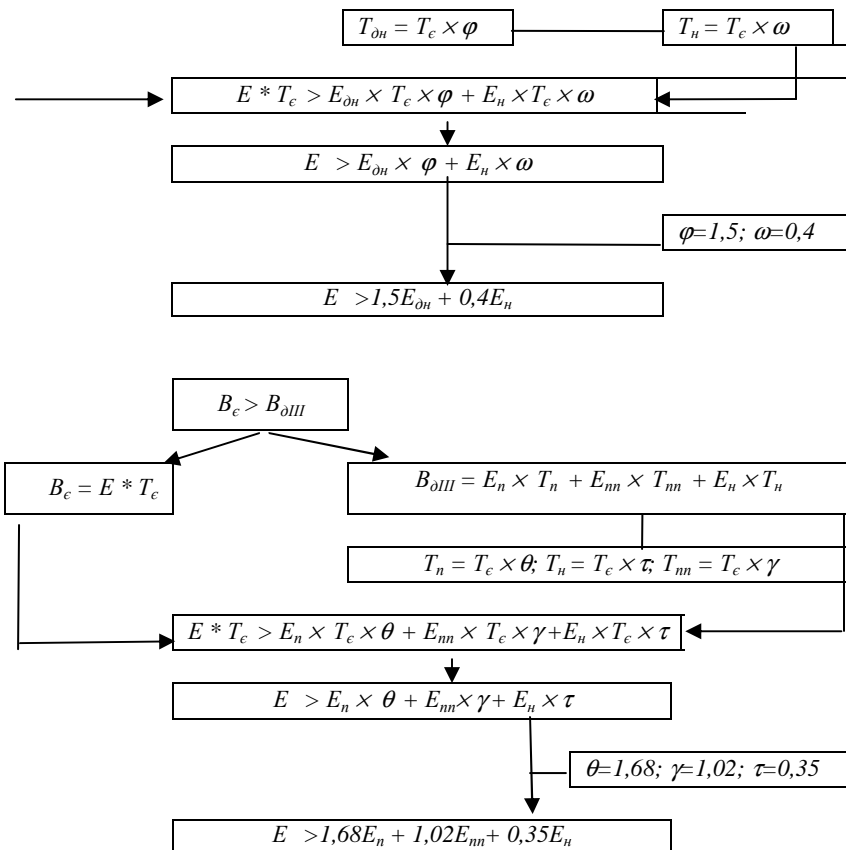 T_дн = T_є × φ
T_н = T_є × ω
E * T_є > E_дн × T_є × φ + E_н × T_є × ω
E > E_дн × φ + E_н × ω
φ=1,5; ω=0,4
E >1,5E_дн + 0,4E_н
B_є > B_дIII
B_є = E * T_є
B_дIII = E_п × T_п + E_пп × T_пп + E_н × T_н
T_п = T_є × θ; T_н = T_є × τ; T_пп = T_є × γ
E * T_є > E_п × T_є × θ + E_пп × T_є × γ+E_н × T_є × τ
E > E_п × θ + E_пп × γ + E_н × τ
θ=1,68; γ=1,02; τ=0,35
E >1,68E_п + 1,02E_пп + 0,35E_н